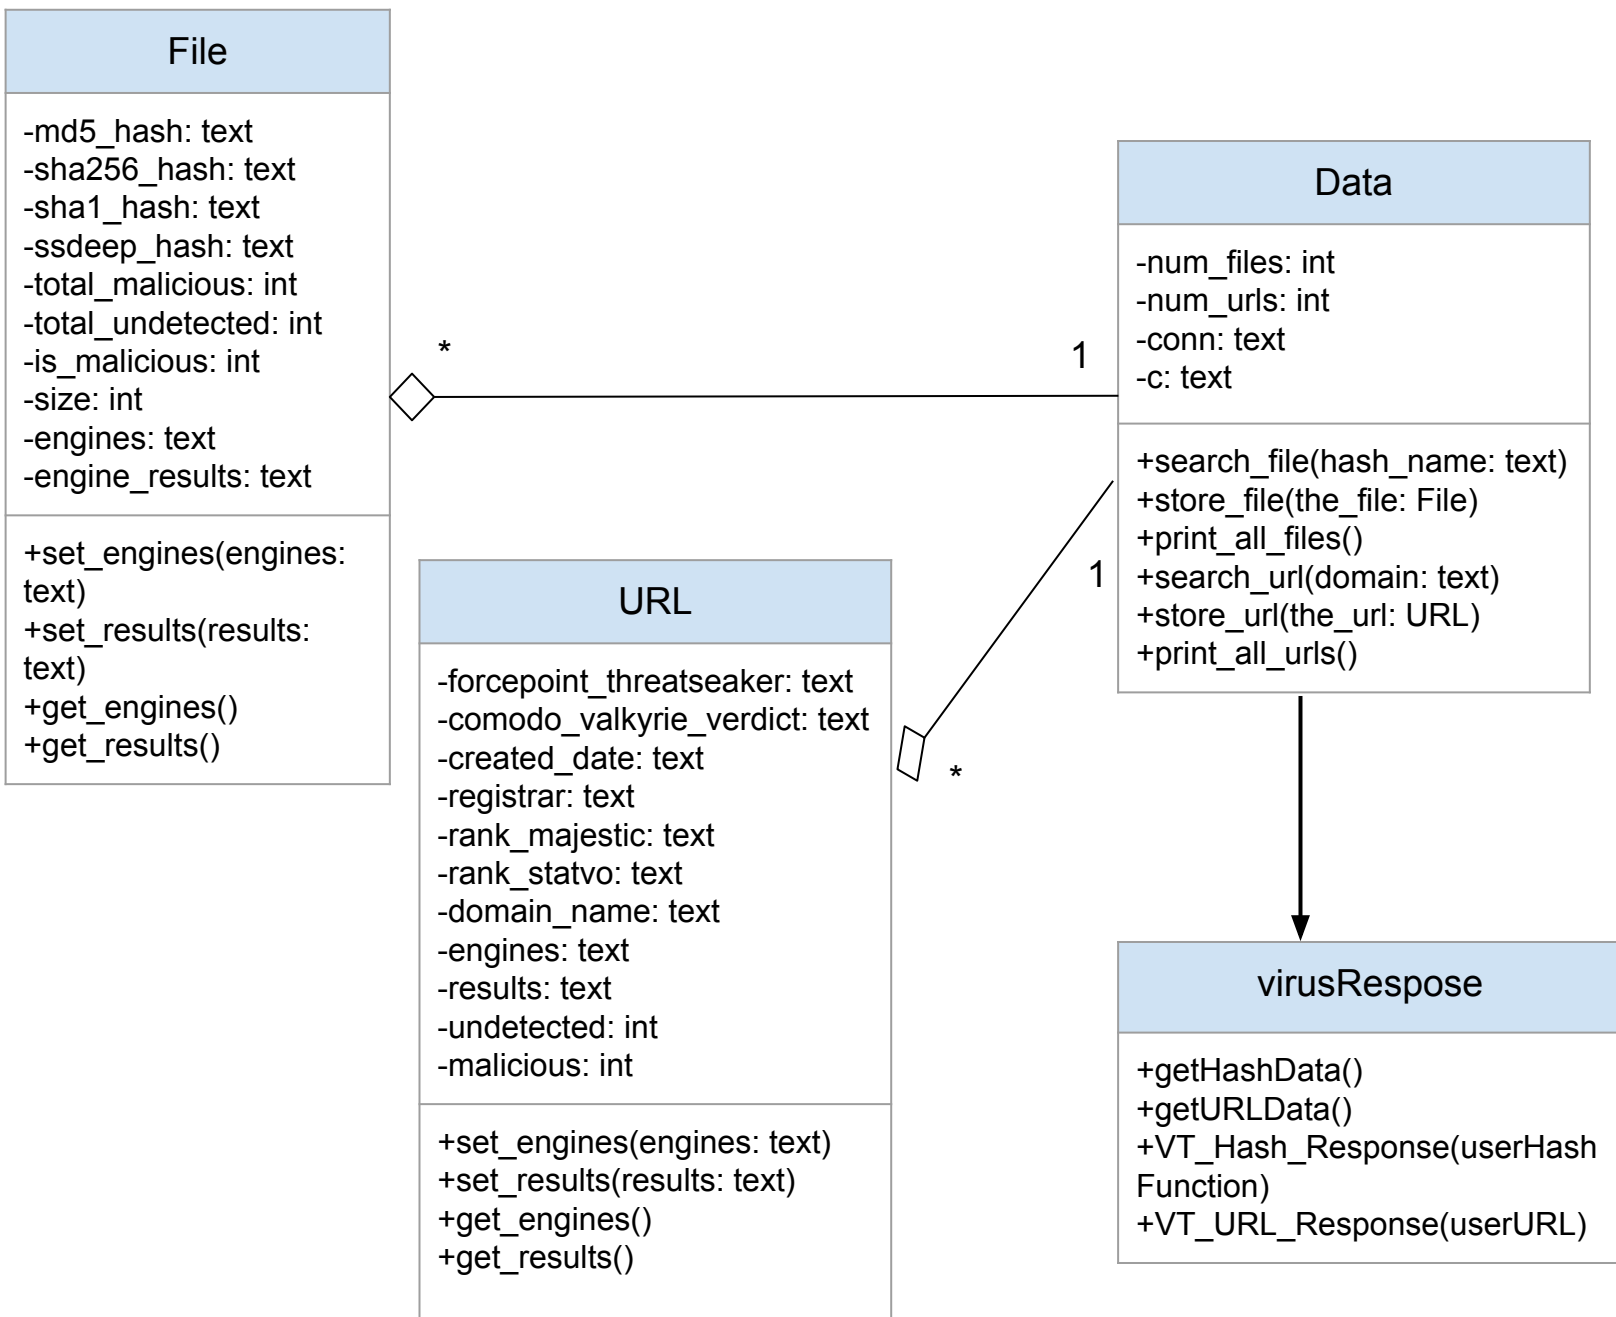 File
-md5_hash: text
-sha256_hash: text
-sha1_hash: text
-ssdeep_hash: text
-total_malicious: int
-total_undetected: int
-is_malicious: int
-size: int
-engines: text
-engine_results: text
+set_engines(engines:
text)
+set_results(results:
text)
+get_engines()
+get_results()
*
1
Data
-num_files: int
-num_urls: int
-conn: text
-c: text
+search_file(hash_name: text)
+store_file(the_file: File)
+print_all_files()
+search_url(domain: text)
+store_url(the_url: URL)
+print_all_urls()
1
*
URL
-forcepoint_threatseaker: text
-comodo_valkyrie_verdict: text
-created_date: text
-registrar: text
-rank_majestic: text
-rank_statvo: text
-domain_name: text
-engines: text
-results: text
-undetected: int
-malicious: int
+set_engines(engines: text)
+set_results(results: text)
+get_engines()
+get_results()
virusRespose
+getHashData()
+getURLData()
+VT_Hash_Response(userHash
Function)
+VT_URL_Response(userURL)